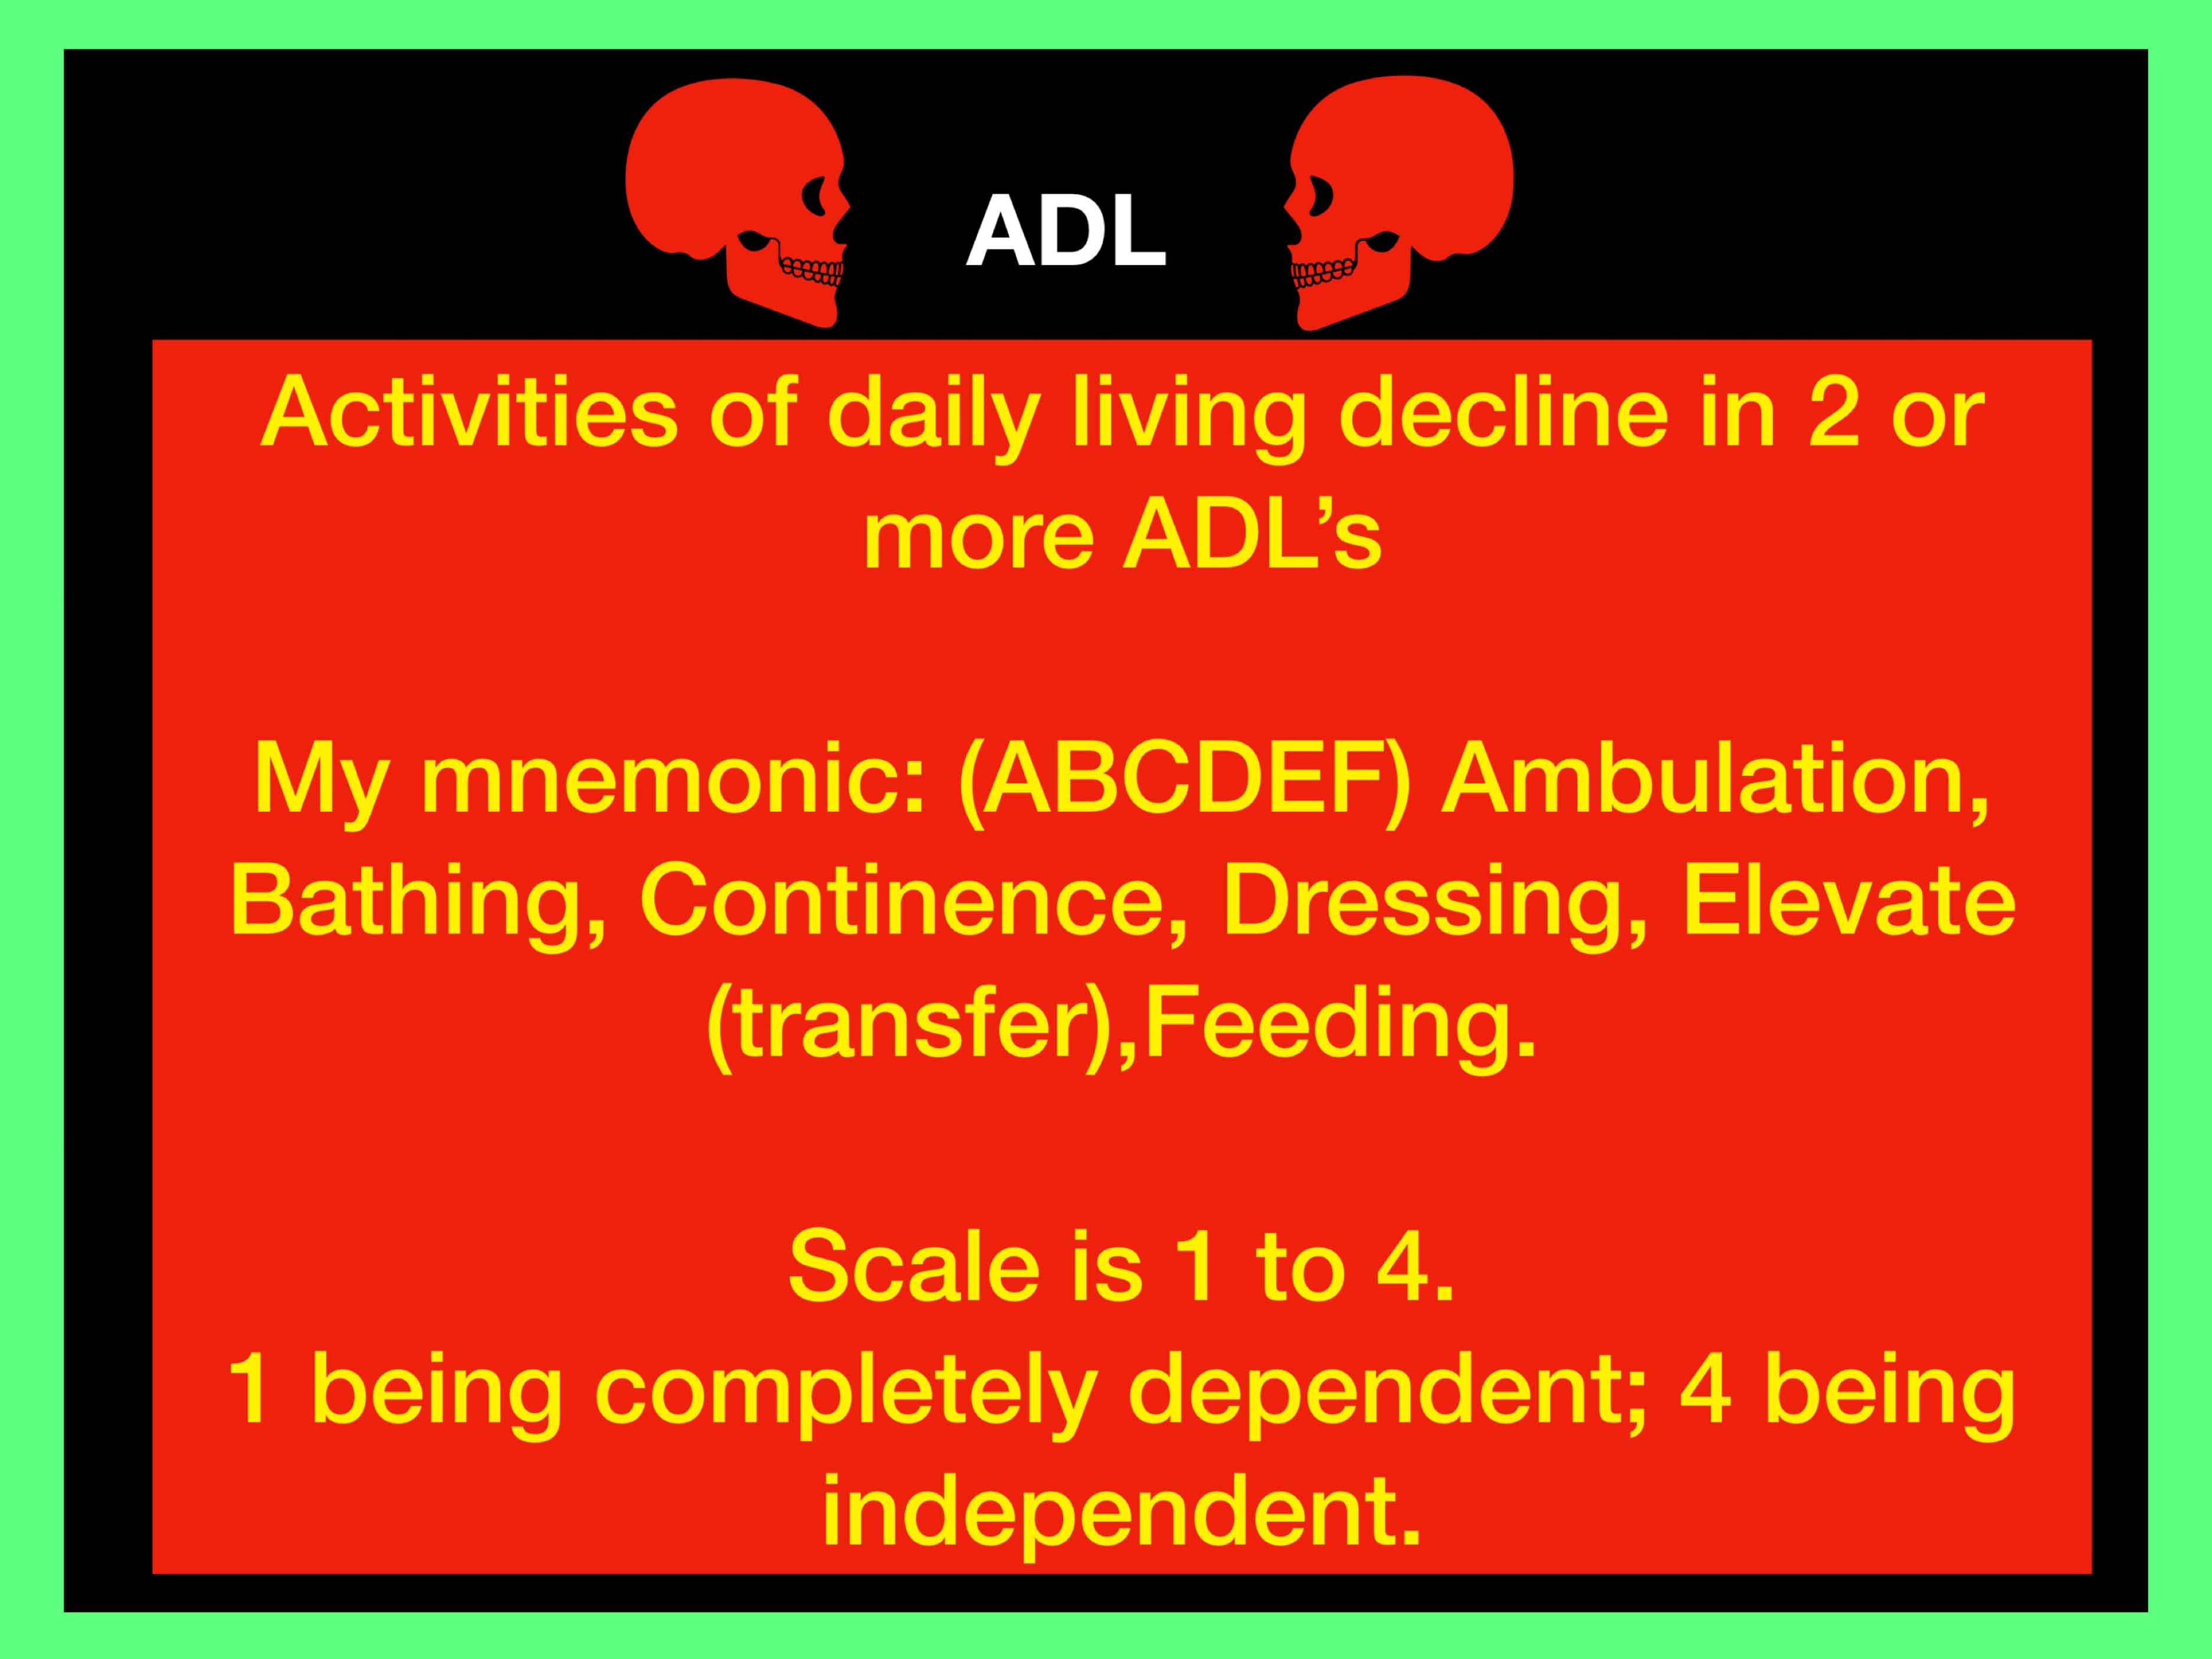 ADL
Activities of daily living decline in 2 or
more ADL’s
My mnemonic: (ABCDEF) Ambulation,
Bathing, Continence, Dressing, Elevate
(transfer),Feeding.
Scale is 1 to 4.
1 being completely dependent; 4 being
independent.